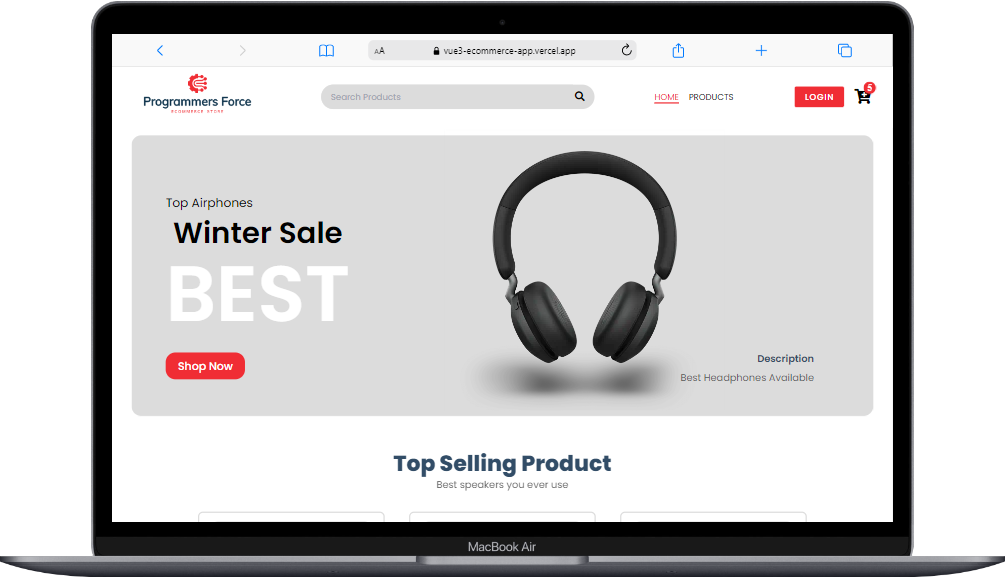 AA vue3-ecommerce-app.vercel.app
Programmers Force
ECOMMERCE STORE
Search Products
HOME PRODUCTS
LOGIN
5
Top Airphones
Winter Sale
BEST
Shop Now
Description
Best Headphones Available
Top Selling Product
Best speakers you ever use
MacBook Air